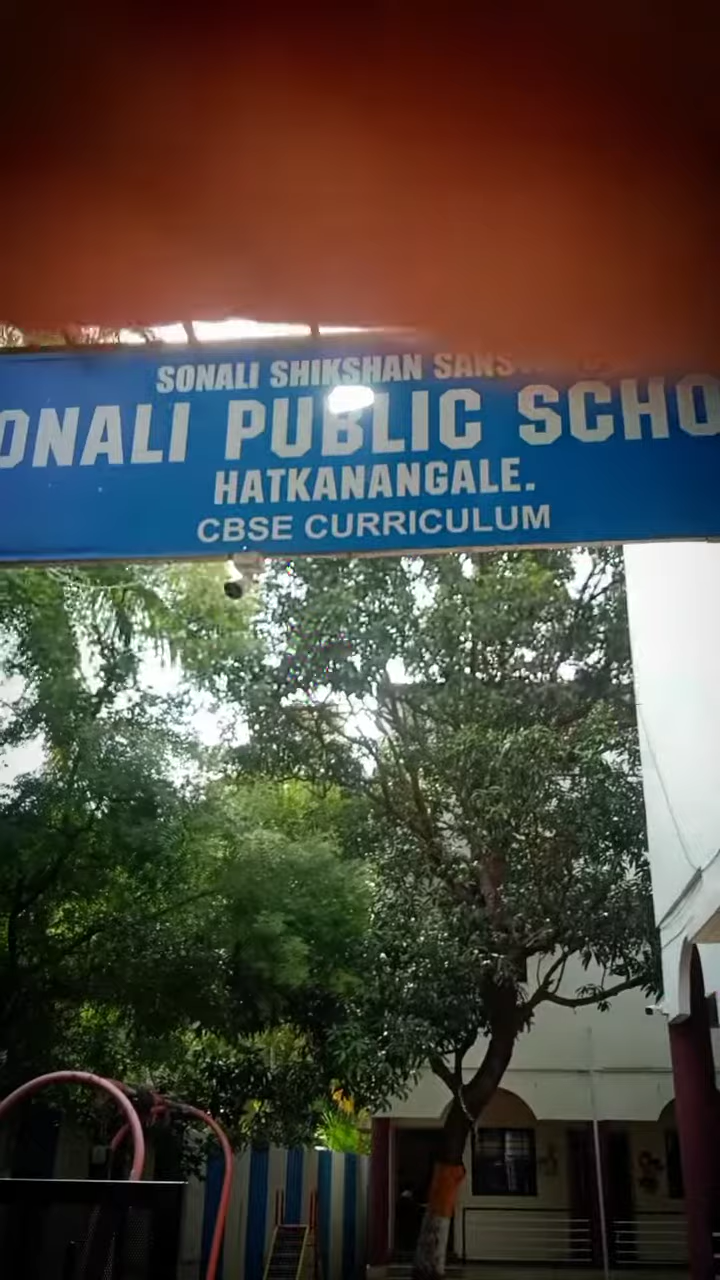 SONALI SHIKSHAN
ONALI PUBLIC SCHO
HATKANANGALE.
CBSE CURRICULUM